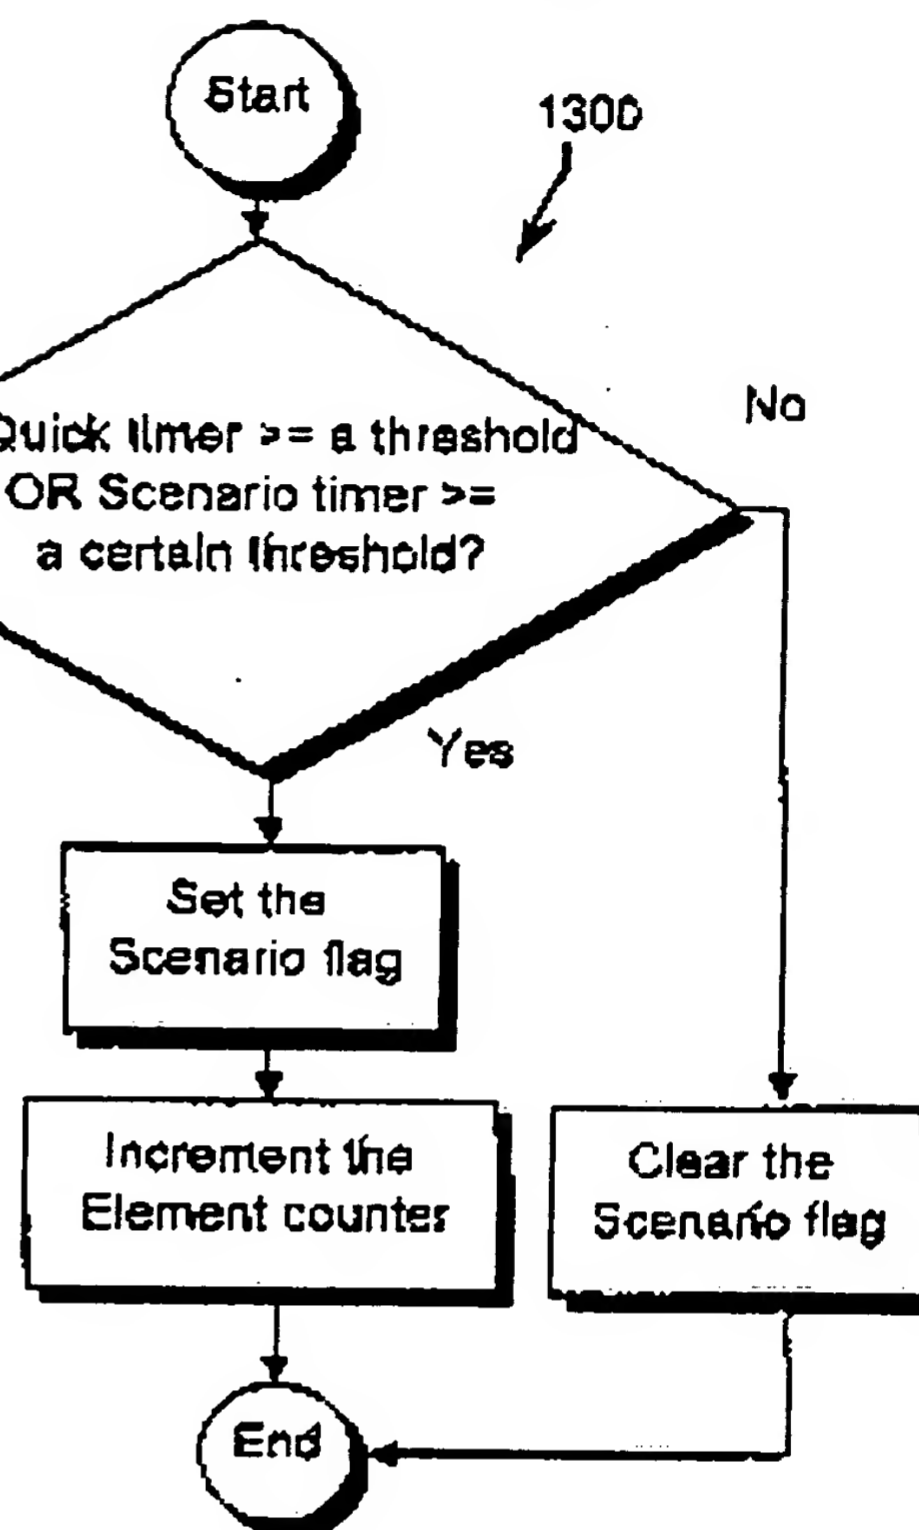 Start
1300
No
Quick timer >= a threshold
OR Scenario timer >=
a certain threshold?
Yes
Set the
Scenario flag
Increment the
Element counter
Clear the
Scenario flag
End